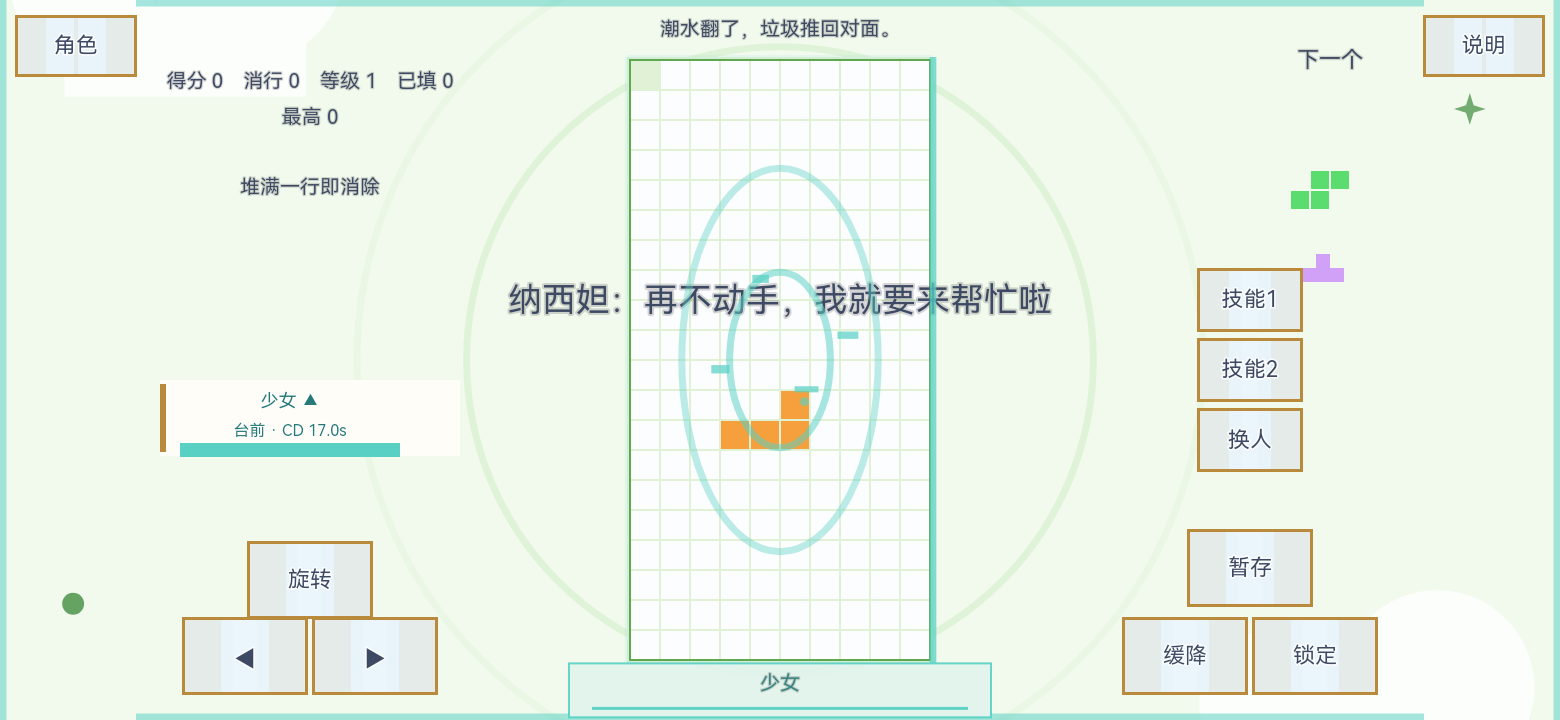 角色
潮水翻了，垃圾推回对面。
说明
得分 0 消行 0 等级 1 已填 0
最高 0
下一个
堆满一行即消除
纳西妲：再不动手，我就要来帮忙啦
技能1
技能2
换人
少女 ▲
台前 · CD 17.0s
旋转
◀ ▶
暂存
缓降 锁定
少女